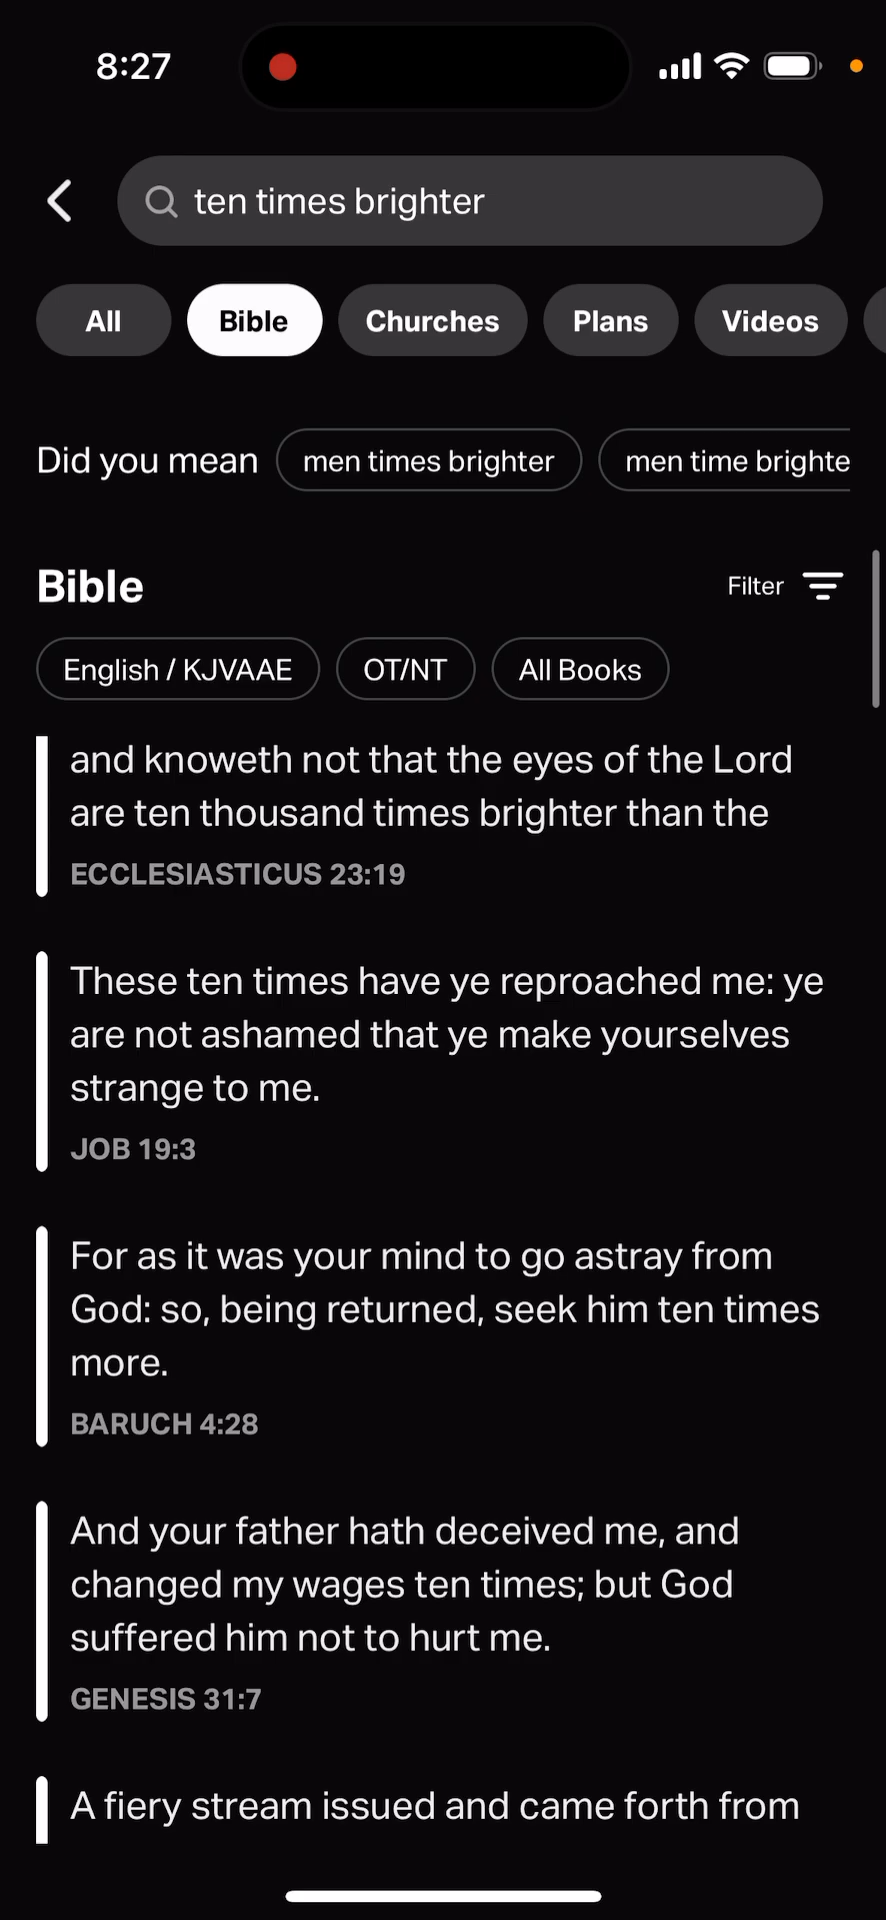 8:27
ten times brighter
All Bible Churches Plans Videos
Did you mean men times brighter men time brighte
Bible Filter
English / KJVAAE OT/NT All Books
and knoweth not that the eyes of the Lord
are ten thousand times brighter than the
ECCLESIASTICUS 23:19
These ten times have ye reproached me: ye
are not ashamed that ye make yourselves
strange to me.
JOB 19:3
For as it was your mind to go astray from
God: so, being returned, seek him ten times
more.
BARUCH 4:28
And your father hath deceived me, and
changed my wages ten times; but God
suffered him not to hurt me.
GENESIS 31:7
A fiery stream issued and came forth from